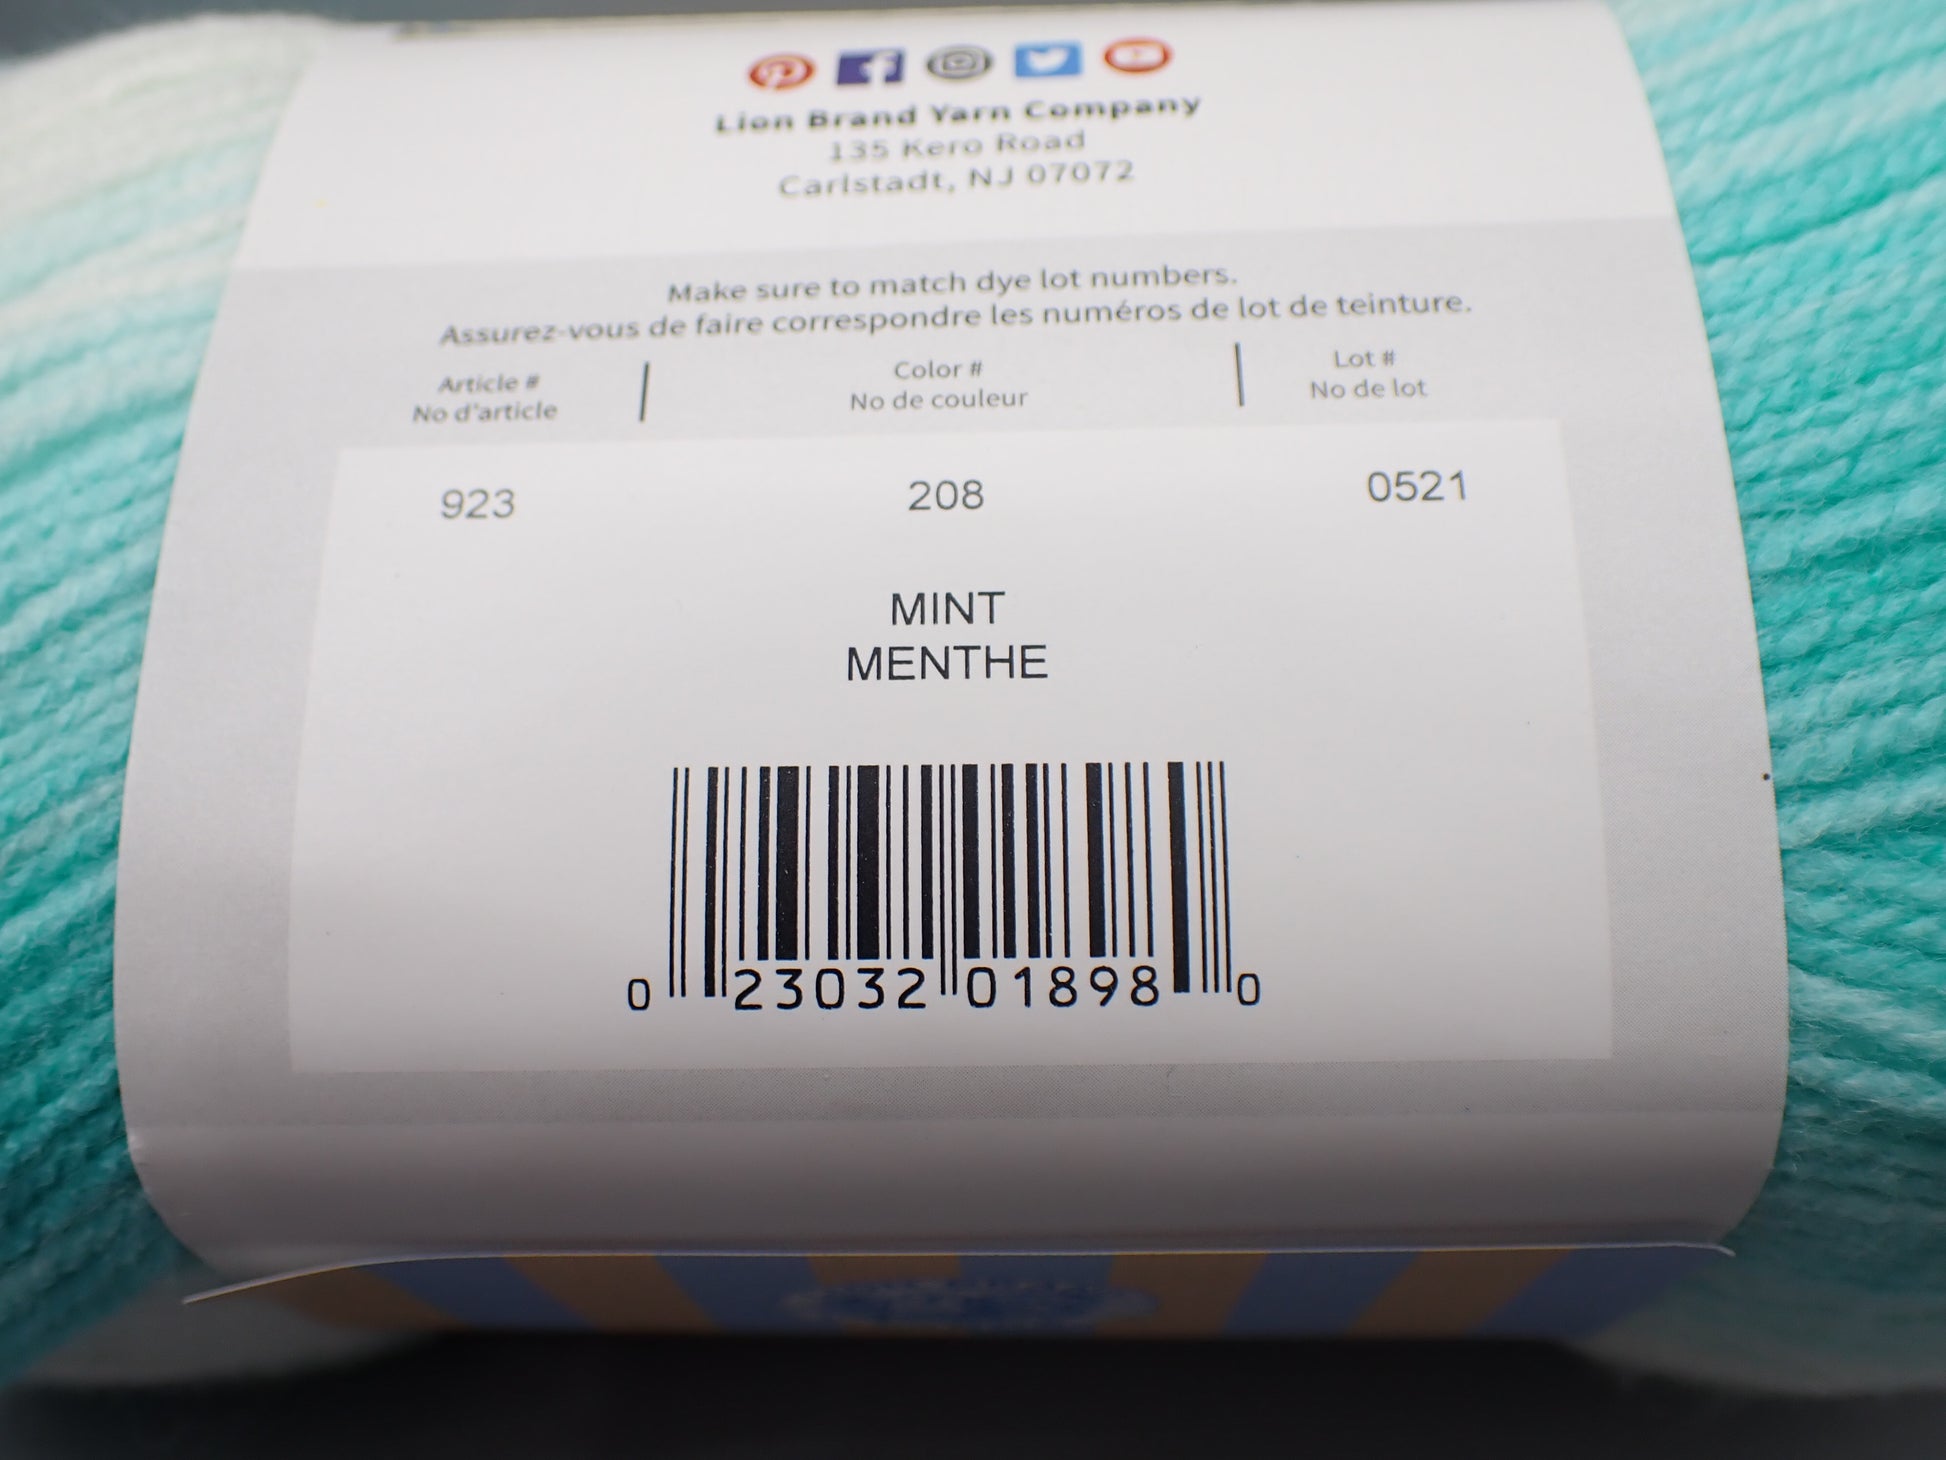 Lion Brand Yarn Company
135 Kero Road
Carlstadt, NJ 07072
Make sure to match dye lot numbers.
Assurez-vous de faire correspondre les numéros de lot de teinture.
Article #
No d'article
Color #
No de couleur
Lot #
No de lot
923
208
0521
MINT
MENTHE
0 23032 01898 0